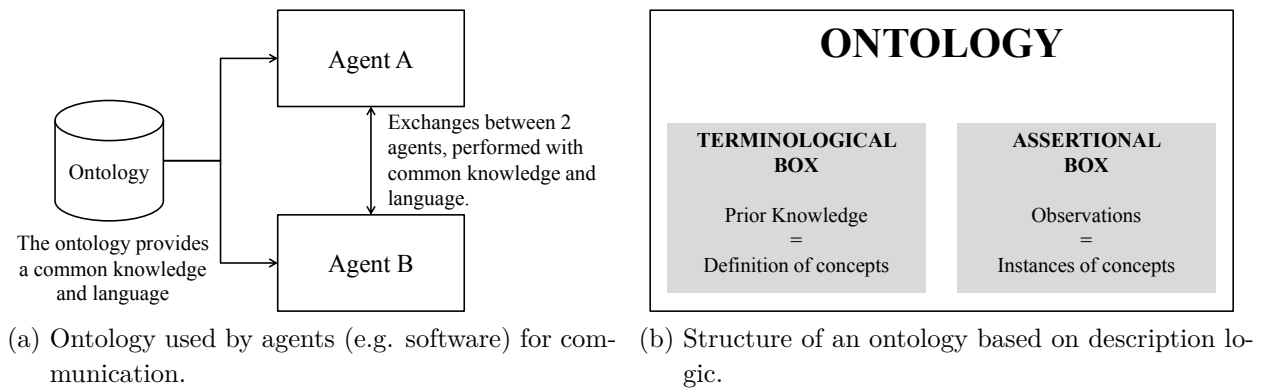 Agent A
Ontology
Exchanges between 2
agents, performed with
common knowledge and
language.
The ontology provides
a common knowledge
and language
Agent B
(a) Ontology used by agents (e.g. software) for com-
munication.
ONTOLOGY
TERMINOLOGICAL
BOX
Prior Knowledge
=
Definition of concepts
ASSERTIONAL
BOX
Observations
=
Instances of concepts
(b) Structure of an ontology based on description lo-
gic.